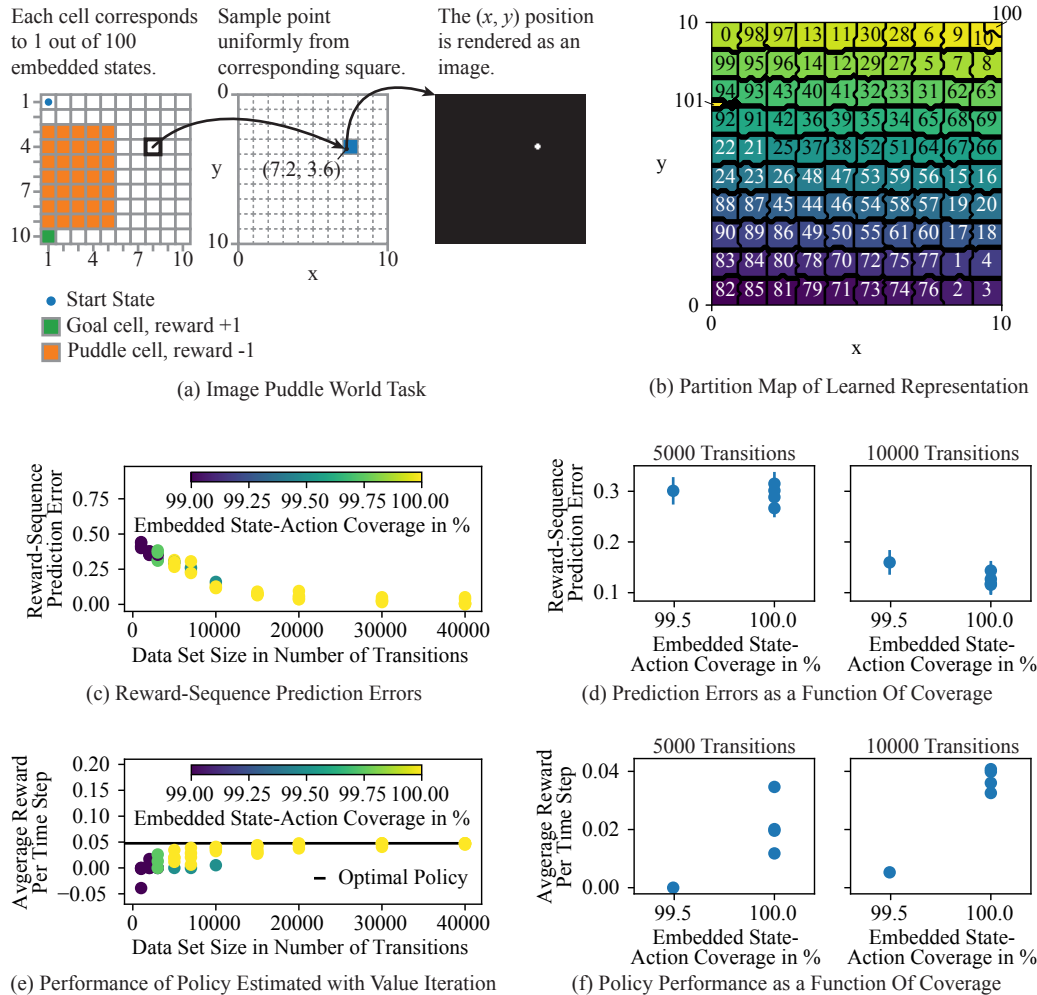 Each cell corresponds
to 1 out of 100
embedded states.
Sample point
uniformly from
corresponding square.
The (x, y) position
is rendered as an
image.
1
4
7
10
1 4 7 10
0
y
10
(7.2, 3.6)
x
10
Start State
Goal cell, reward +1
Puddle cell, reward -1
(a) Image Puddle World Task
100
10
0 98 97 13 11 30 28 6 9 10
99 95 96 14 12 29 27 5 7 8
94 93 43 40 41 32 33 31 62 63
101
92 91 42 36 39 35 34 65 68 69
y
22 21 25 37 38 52 51 64 67 66
24 23 26 48 47 53 59 56 15 16
88 87 45 44 46 54 58 57 19 20
90 89 86 49 50 55 61 60 17 18
83 84 80 78 70 72 75 77 1 4
82 85 81 79 71 73 74 76 2 3
0
0 10
x
(b) Partition Map of Learned Representation
Reward-Sequence
Prediction Error
0.75
0.50
0.25
0.00
99.00 99.25 99.50 99.75 100.00
Embedded State-Action Coverage in %
10000 20000 30000 40000
Data Set Size in Number of Transitions
(c) Reward-Sequence Prediction Errors
5000 Transitions
10000 Transitions
Reward-Sequence
Prediction Error
0.3
0.2
0.1
99.5 100.0
99.5 100.0
Embedded State-
Action Coverage in %
Embedded State-
Action Coverage in %
(d) Prediction Errors as a Function Of Coverage
Avgerage Reward
Per Time Step
0.20
0.15
0.10
0.05
0.00
−0.05
99.00 99.25 99.50 99.75 100.00
Embedded State-Action Coverage in %
Optimal Policy
10000 20000 30000 40000
Data Set Size in Number of Transitions
(e) Performance of Policy Estimated with Value Iteration
5000 Transitions
10000 Transitions
Avgerage Reward
Per Time Step
0.04
0.02
0.00
99.5 100.0
99.5 100.0
Embedded State-
Action Coverage in %
Embedded State-
Action Coverage in %
(f) Policy Performance as a Function Of Coverage